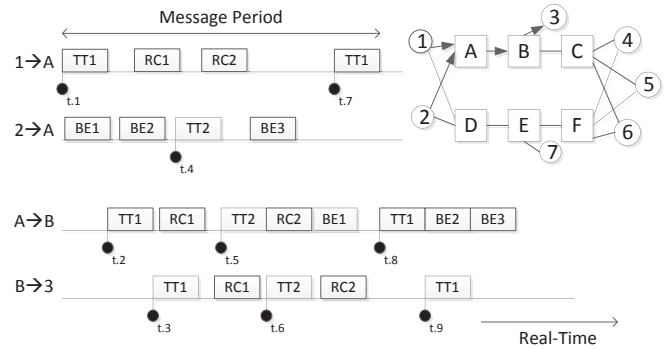 Message Period
1→A TT1 RC1 RC2 TT1
t.1 t.7
2→A BE1 BE2 TT2 BE3
t.4
A→B TT1 RC1 TT2 RC2 BE1 TT1 BE2 BE3
t.2 t.5 t.8
B→3 TT1 RC1 TT2 RC2 TT1
t.3 t.6 t.9
Real-Time
3
1 A B C 4
5
2 D E F 6
7